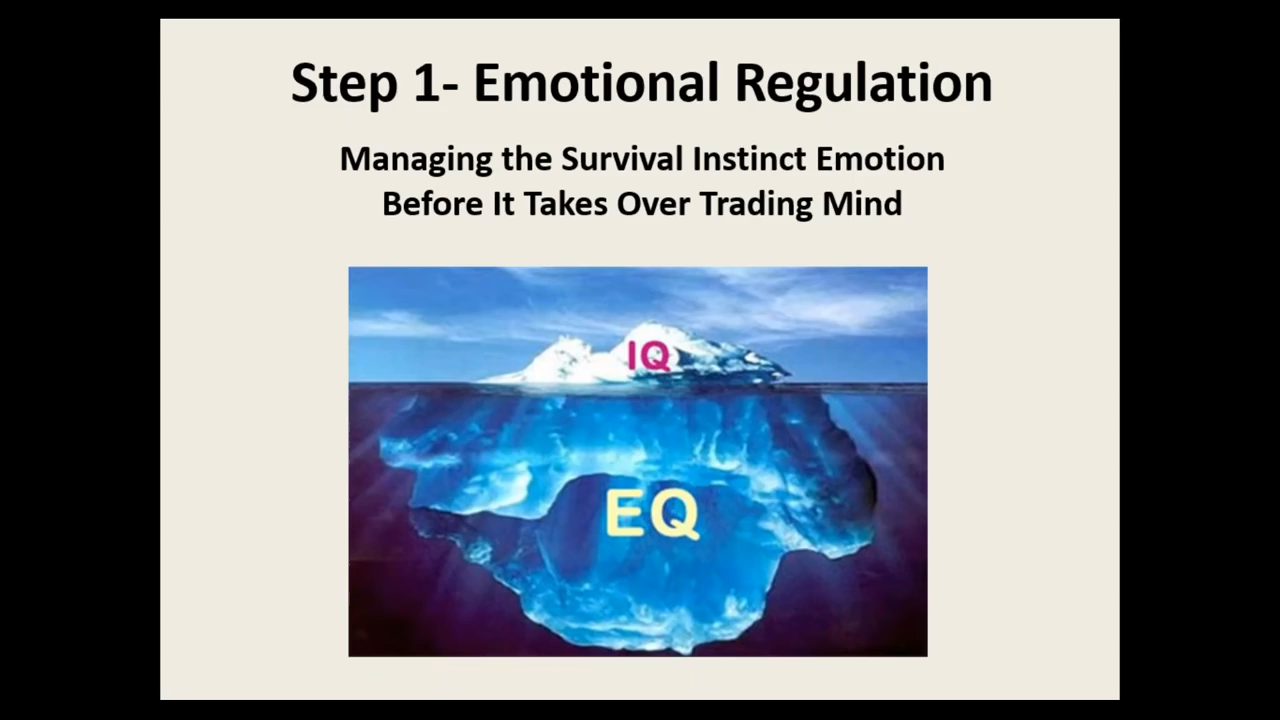 Step 1- Emotional Regulation
Managing the Survival Instinct Emotion
Before It Takes Over Trading Mind
IQ
EQ